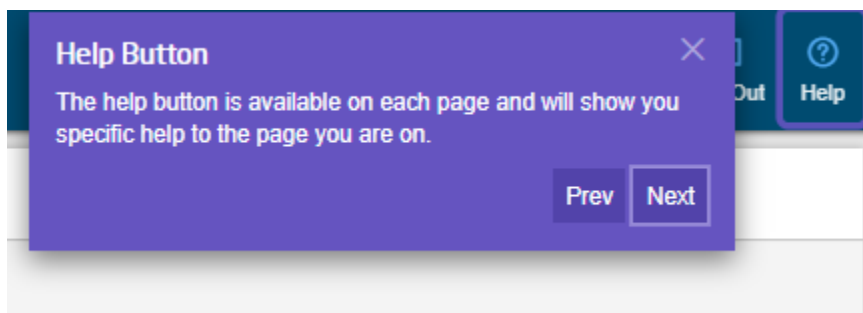 Help Button
The help button is available on each page and will show you
specific help to the page you are on.
Prev Next
Out
Help